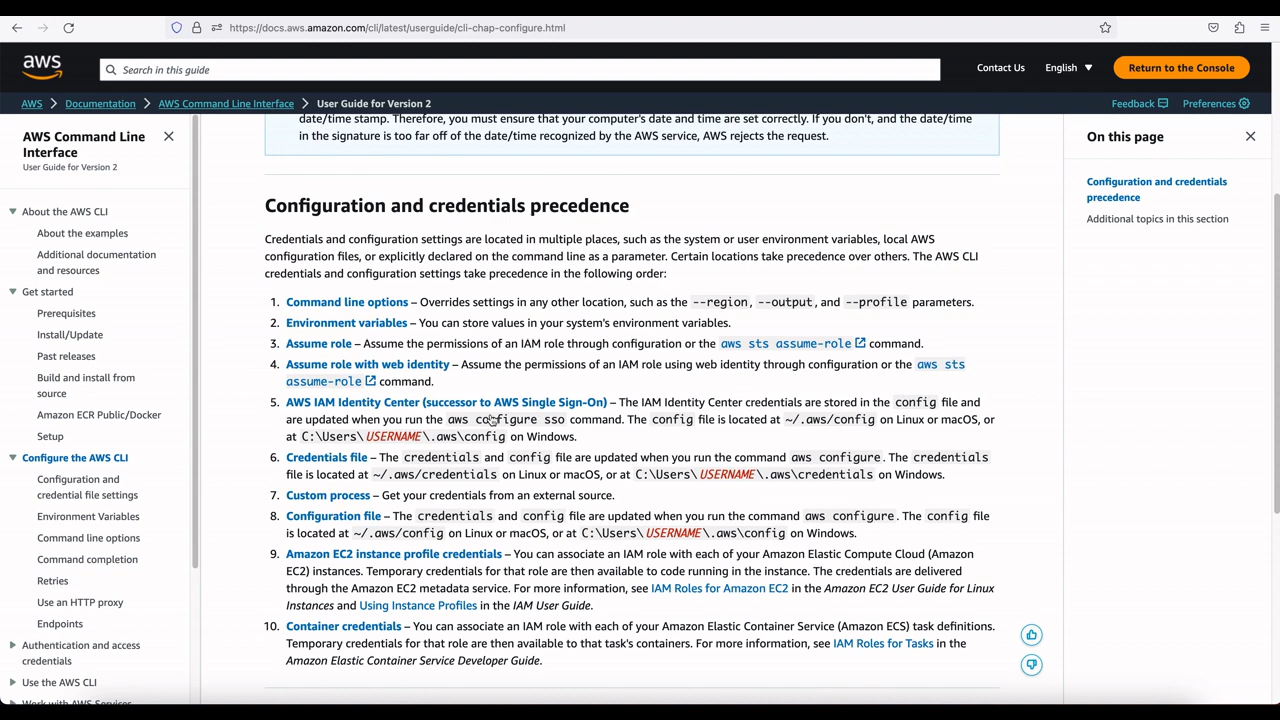 https://docs.aws.amazon.com/cli/latest/userguide/cli-chap-configure.html
aws
Search in this guide
Contact Us
English
Return to the Console
AWS
Documentation
AWS Command Line Interface
User Guide for Version 2
Feedback
Preferences
AWS Command Line
Interface
User Guide for Version 2
About the AWS CLI
About the examples
Additional documentation
and resources
Get started
Prerequisites
Install/Update
Past releases
Build and install from
source
Amazon ECR Public/Docker
Setup
Configure the AWS CLI
Configuration and
credential file settings
Environment Variables
Command line options
Command completion
Retries
Use an HTTP proxy
Endpoints
Authentication and access
credentials
Use the AWS CLI
Work with AWS Services
date/time stamp. Therefore, you must ensure that your computer's date and time are set correctly. If you don't, and the date/time
in the signature is too far off of the date/time recognized by the AWS service, AWS rejects the request.
Configuration and credentials precedence
Credentials and configuration settings are located in multiple places, such as the system or user environment variables, local AWS
configuration files, or explicitly declared on the command line as a parameter. Certain locations take precedence over others. The AWS CLI
credentials and configuration settings take precedence in the following order:
1. Command line options – Overrides settings in any other location, such as the --region, --output, and --profile parameters.
2. Environment variables – You can store values in your system's environment variables.
3. Assume role – Assume the permissions of an IAM role through configuration or the aws sts assume-role command.
4. Assume role with web identity – Assume the permissions of an IAM role using web identity through configuration or the aws sts
assume-role command.
5. AWS IAM Identity Center (successor to AWS Single Sign-On) – The IAM Identity Center credentials are stored in the config file and
are updated when you run the aws configure sso command. The config file is located at ~/.aws/config on Linux or macOS, or
at C:\Users\USERNAME\.aws\config on Windows.
6. Credentials file – The credentials and config file are updated when you run the command aws configure. The credentials
file is located at ~/.aws/credentials on Linux or macOS, or at C:\Users\USERNAME\.aws\credentials on Windows.
7. Custom process – Get your credentials from an external source.
8. Configuration file – The credentials and config file are updated when you run the command aws configure. The config file
is located at ~/.aws/config on Linux or macOS, or at C:\Users\USERNAME\.aws\config on Windows.
9. Amazon EC2 instance profile credentials – You can associate an IAM role with each of your Amazon Elastic Compute Cloud (Amazon
EC2) instances. Temporary credentials for that role are then available to code running in the instance. The credentials are delivered
through the Amazon EC2 metadata service. For more information, see IAM Roles for Amazon EC2 in the Amazon EC2 User Guide for Linux
Instances and Using Instance Profiles in the IAM User Guide.
10. Container credentials – You can associate an IAM role with each of your Amazon Elastic Container Service (Amazon ECS) task definitions.
Temporary credentials for that role are then available to that task's containers. For more information, see IAM Roles for Tasks in the
Amazon Elastic Container Service Developer Guide.
On this page
Configuration and credentials
precedence
Additional topics in this section